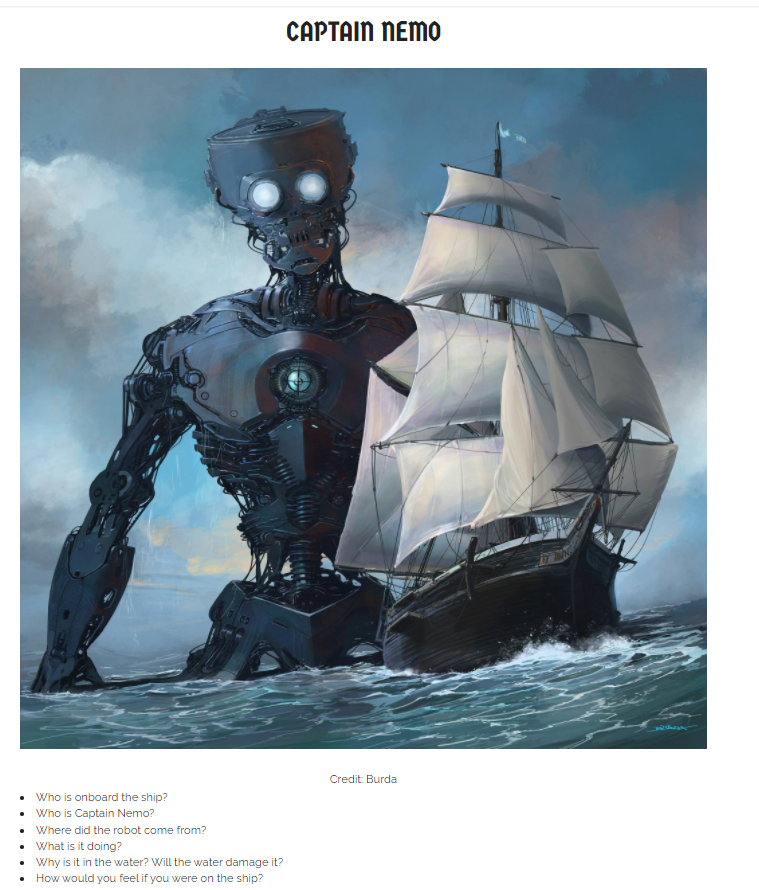 CAPTAIN NEMO
Credit: Burda
Who is onboard the ship?
Who is Captain Nemo?
Where did the robot come from?
What is it doing?
Why is it in the water? Will the water damage it?
How would you feel if you were on the ship?